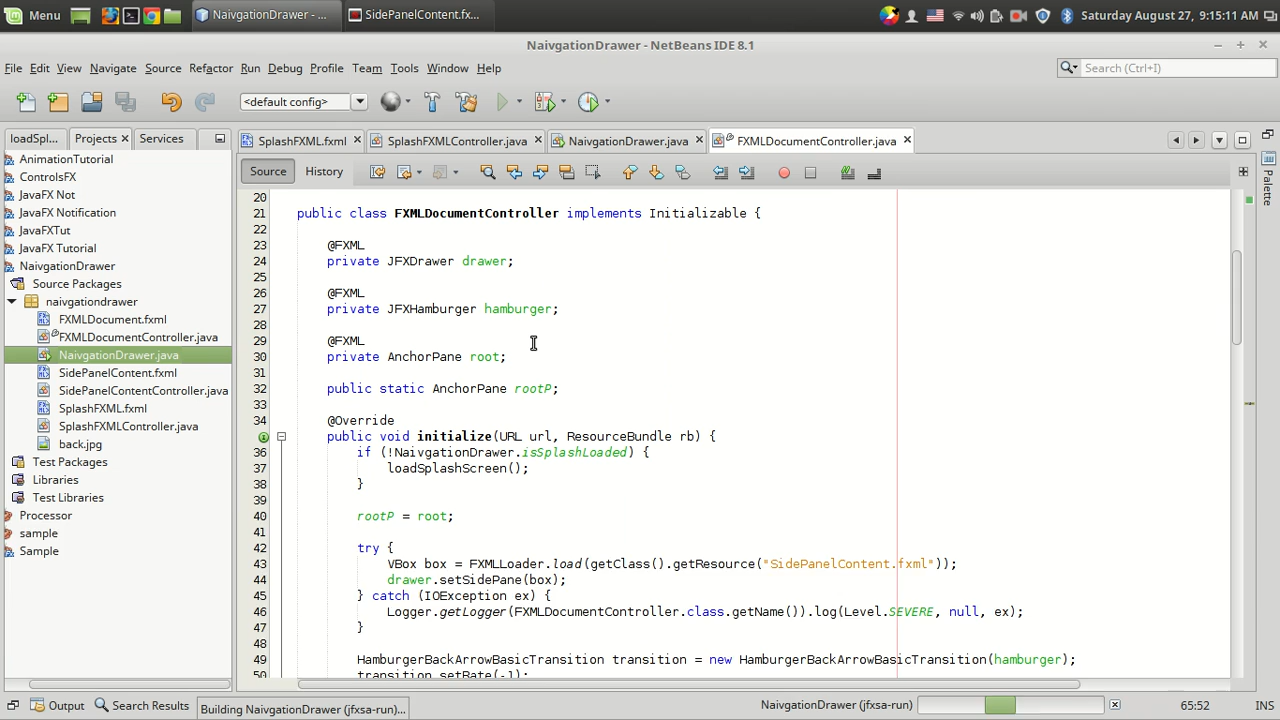 Menu
NaivgationDrawer - ...
SidePanelContent.fx...
Saturday August 27, 9:15:11 AM
NaivgationDrawer - NetBeans IDE 8.1
File Edit View Navigate Source Refactor Run Debug Profile Team Tools Window Help
Search (Ctrl+I)
<default config>
loadSpl... Projects Services
SplashFXML.fxml SplashFXMLController.java NaivgationDrawer.java FXMLDocumentController.java
Source History
Palette
AnimationTutorial
ControlsFX
JavaFX Not
JavaFX Notification
JavaFXTut
JavaFX Tutorial
NaivgationDrawer
Source Packages
naivgationdrawer
FXMLDocument.fxml
FXMLDocumentController.java
NaivgationDrawer.java
SidePanelContent.fxml
SidePanelContentController.java
SplashFXML.fxml
SplashFXMLController.java
back.jpg
Test Packages
Libraries
Test Libraries
Processor
sample
Sample
20
21 public class FXMLDocumentController implements Initializable {
22
23 @FXML
24 private JFXDrawer drawer;
25
26 @FXML
27 private JFXHamburger hamburger;
28
29 @FXML
30 private AnchorPane root;
31
32 public static AnchorPane rootP;
33
34 @Override
public void initialize(URL url, ResourceBundle rb) {
36 if (!NaivgationDrawer.isSplashLoaded) {
37 loadSplashScreen();
38 }
39
40 rootP = root;
41
42 try {
43 VBox box = FXMLLoader.load(getClass().getResource("SidePanelContent.fxml"));
44 drawer.setSidePane(box);
45 } catch (IOException ex) {
46 Logger.getLogger(FXMLDocumentController.class.getName()).log(Level.SEVERE, null, ex);
47 }
48
49 HamburgerBackArrowBasicTransition transition = new HamburgerBackArrowBasicTransition(hamburger);
50 transition.setRate(-1);
Output Search Results Building NaivgationDrawer (jfxsa-run)...
NaivgationDrawer (jfxsa-run)
65:52 INS